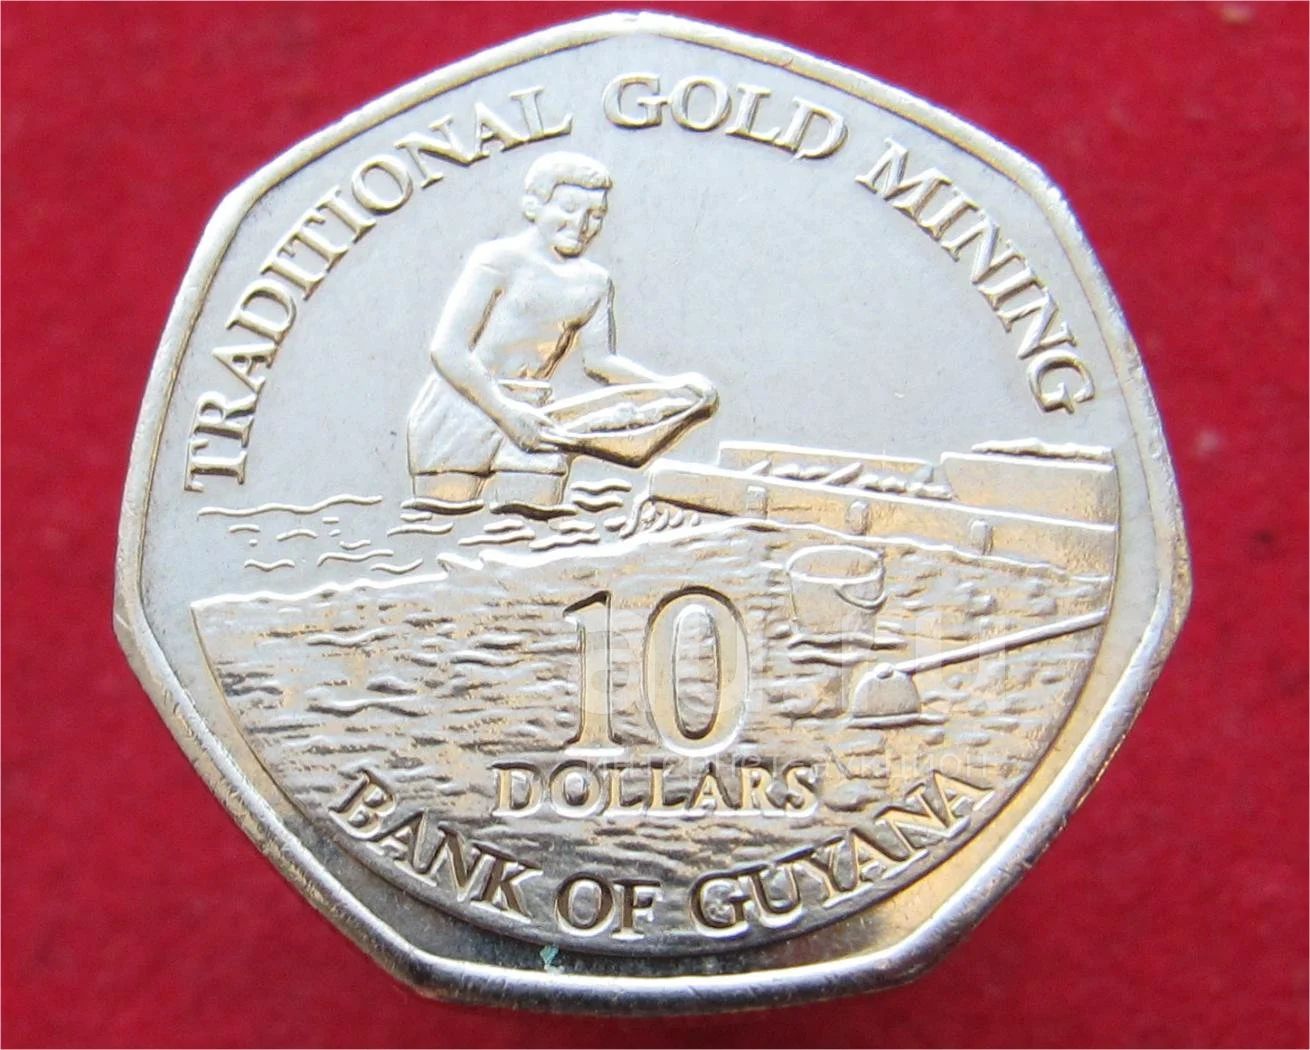 TRADITIONAL GOLD MINING
10
DOLLARS
BANK OF GUYANA